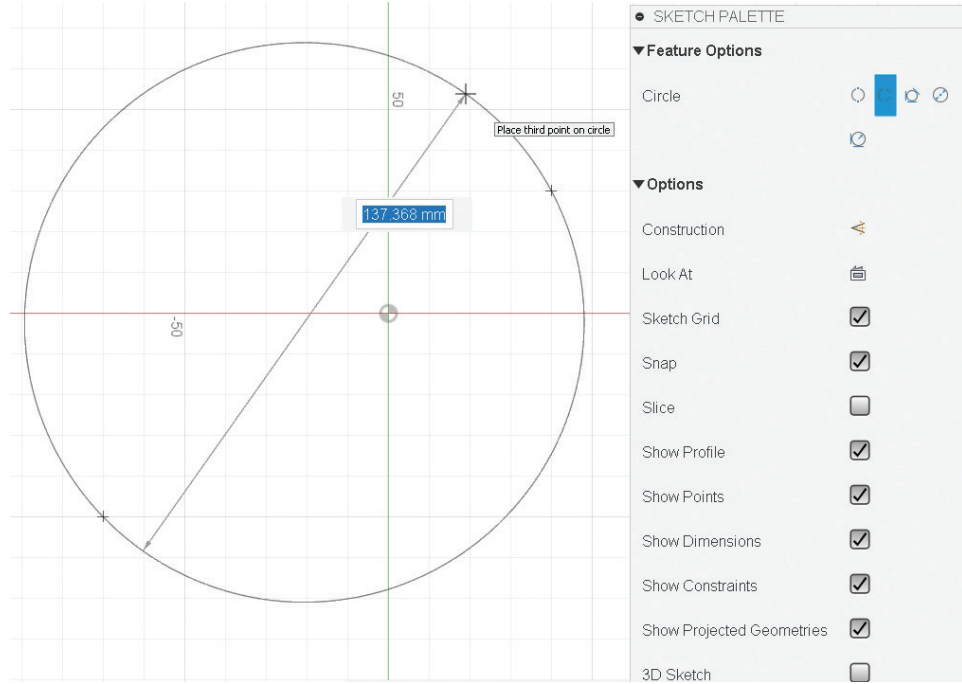 SKETCH PALETTE
Feature Options
Circle
50
Place third point on circle
Options
137.368 mm
Construction
Look At
-50
Sketch Grid
Snap
Slice
Show Profile
Show Points
Show Dimensions
Show Constraints
Show Projected Geometries
3D Sketch